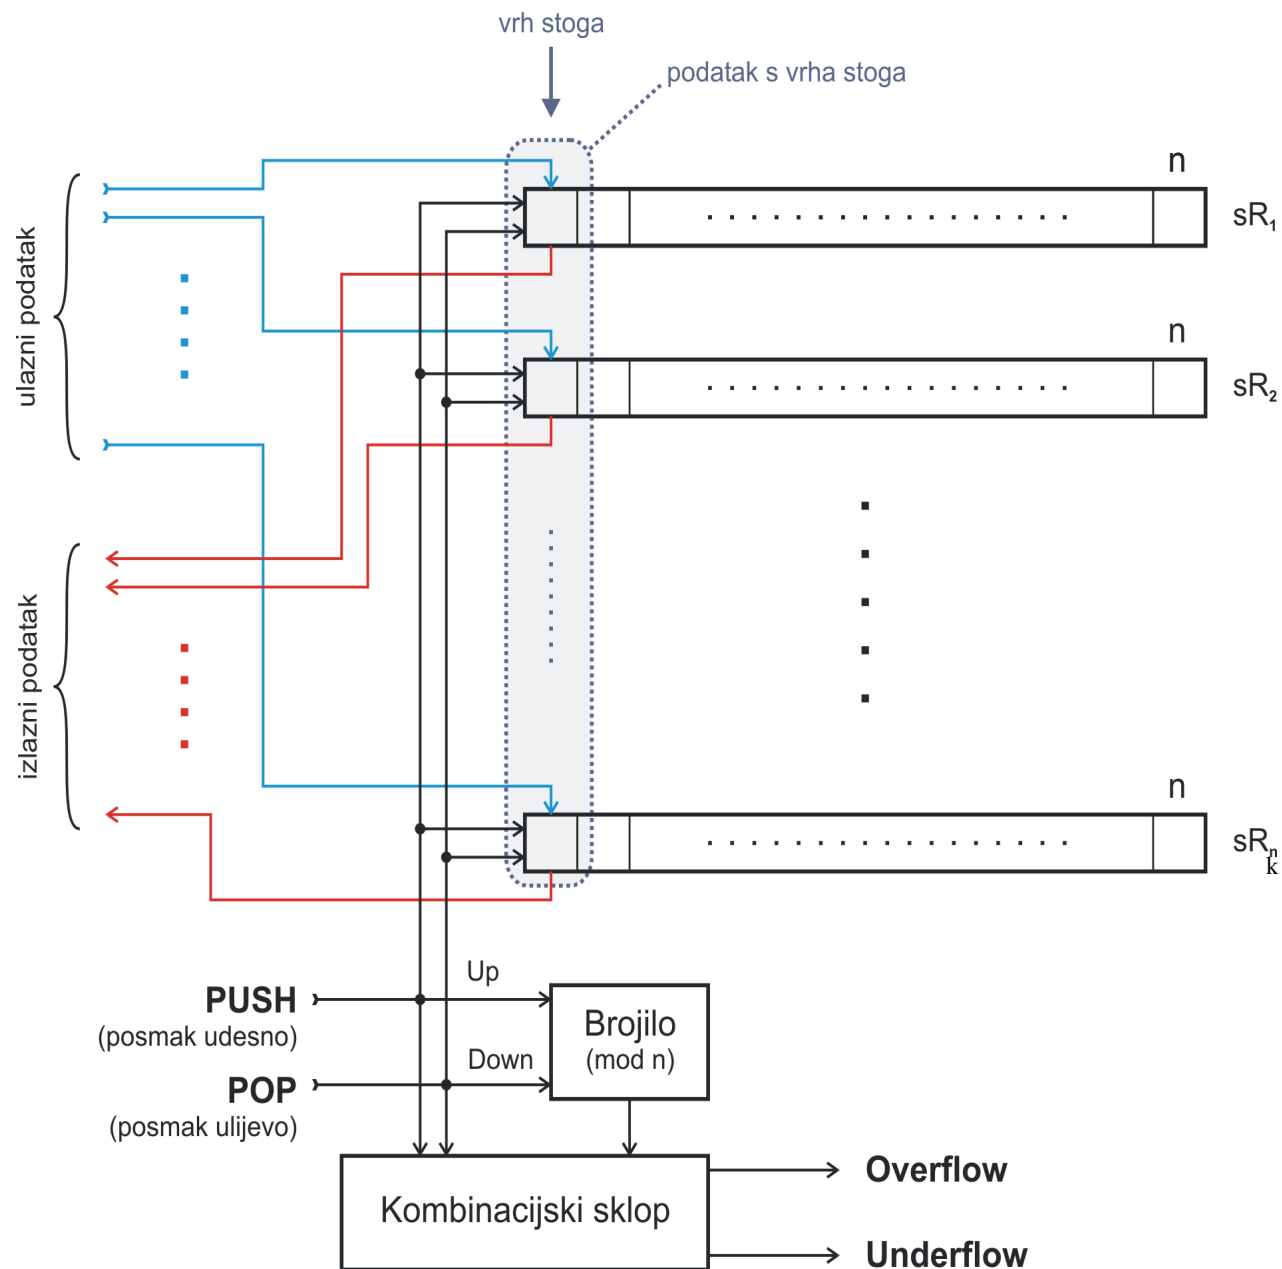 vrh stoga
podatak s vrha stoga
n
sR1
ulazni podatak
n
sR2
izlazni podatak
n
sRn
k
Up
PUSH
(posmak udesno)
Brojilo
(mod n)
Down
POP
(posmak ulijevo)
Kombinacijski sklop
Overflow
Underflow